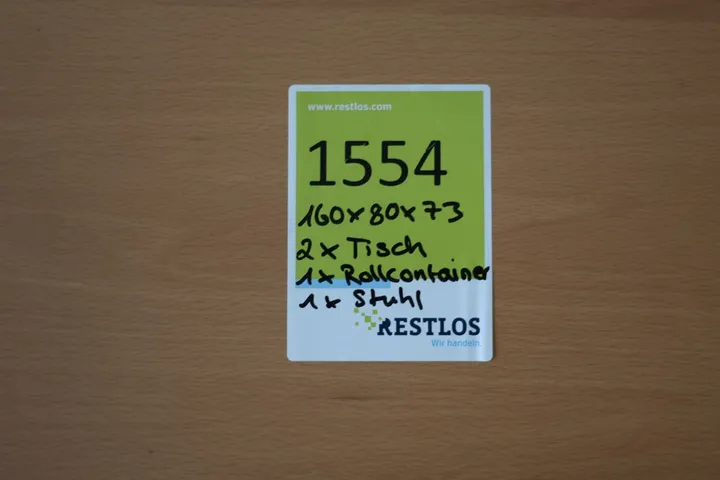 www.restlos.com
1554
160x80x73
2x Tisch
1x Rollcontainer
1x Stuhl
RESTLOS
Wir handeln.